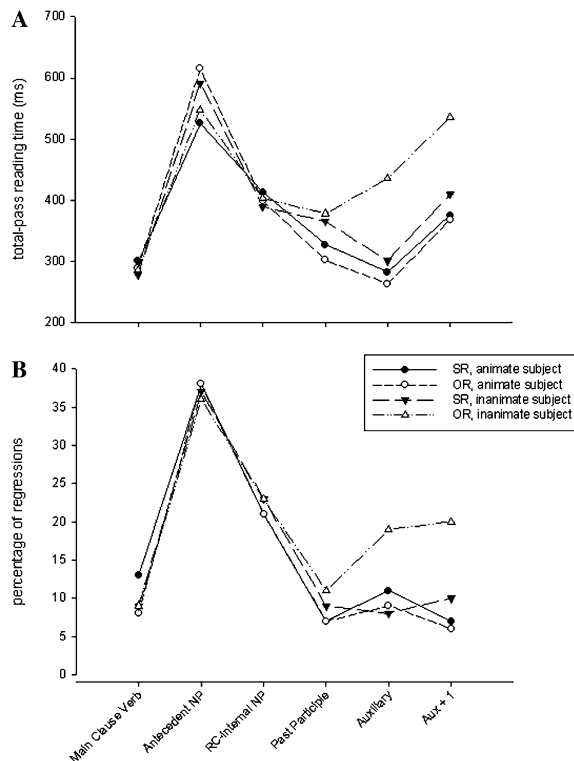 A
700
600
500
400
300
200
total-pass reading time (ms)
B
40
35
30
25
20
15
10
5
0
percentage of regressions
SR, animate subject
OR, animate subject
SR, inanimate subject
OR, inanimate subject
Main Clause Verb
Antecedent NP
RC-Internal NP
Past Participle
Auxiliary
Aux + 1